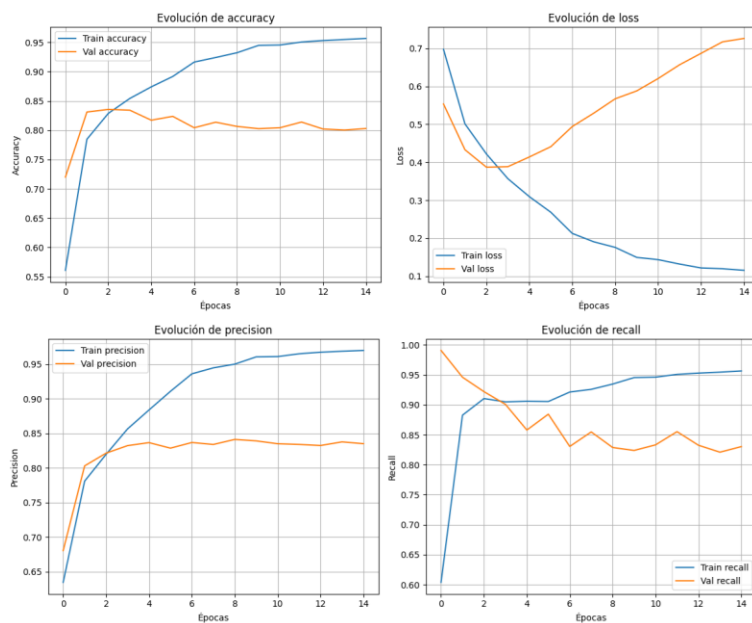 Evolución de accuracy
Train accuracy
Val accuracy
0.95
0.90
0.85
0.80
0.75
0.70
0.65
0.60
0.55
Accuracy
0 2 4 6 8 10 12 14
Épocas
Evolución de loss
0.7
0.6
0.5
0.4
0.3
0.2
0.1
Loss
Train loss
Val loss
0 2 4 6 8 10 12 14
Épocas
Evolución de precision
Train precision
Val precision
0.95
0.90
0.85
0.80
0.75
0.70
0.65
Precision
0 2 4 6 8 10 12 14
Épocas
Evolución de recall
1.00
0.95
0.90
0.85
0.80
0.75
0.70
0.65
0.60
Recall
Train recall
Val recall
0 2 4 6 8 10 12 14
Épocas